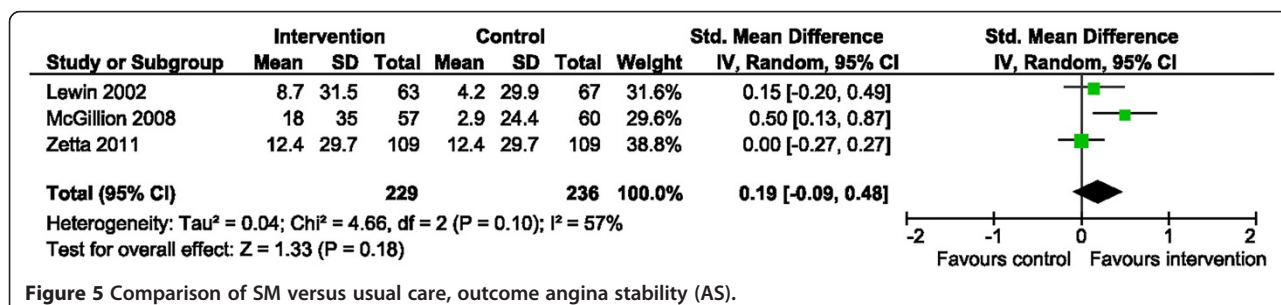 Intervention Control Std. Mean Difference Std. Mean Difference
Study or Subgroup Mean SD Total Mean SD Total Weight IV, Random, 95% CI IV, Random, 95% CI
Lewin 2002 8.7 31.5 63 4.2 29.9 67 31.6% 0.15 [-0.20, 0.49]
McGillion 2008 18 35 57 2.9 24.4 60 29.6% 0.50 [0.13, 0.87]
Zetta 2011 12.4 29.7 109 12.4 29.7 109 38.8% 0.00 [-0.27, 0.27]
Total (95% CI) 229 236 100.0% 0.19 [-0.09, 0.48]
Heterogeneity: Tau² = 0.04; Chi² = 4.66, df = 2 (P = 0.10); I² = 57%
Test for overall effect: Z = 1.33 (P = 0.18)
-2 -1 0 1 2
Favours control Favours intervention
Figure 5 Comparison of SM versus usual care, outcome angina stability (AS).